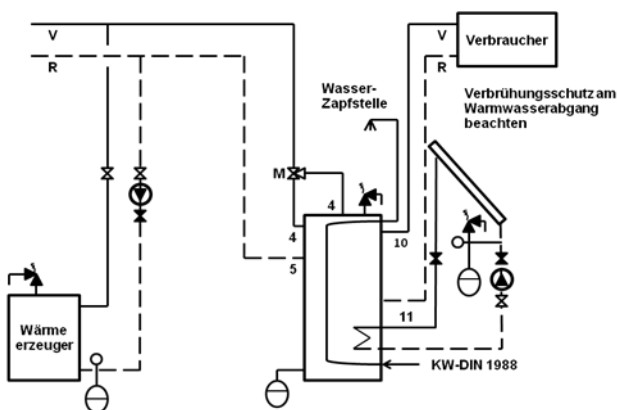 V
R
V
R
Verbraucher
Wasser-
Zapfstelle
Verbrühungsschutz am
Warmwasserabgang
beachten
M
4
4
5
10
11
Wärme
erzeuger
KW-DIN 1988